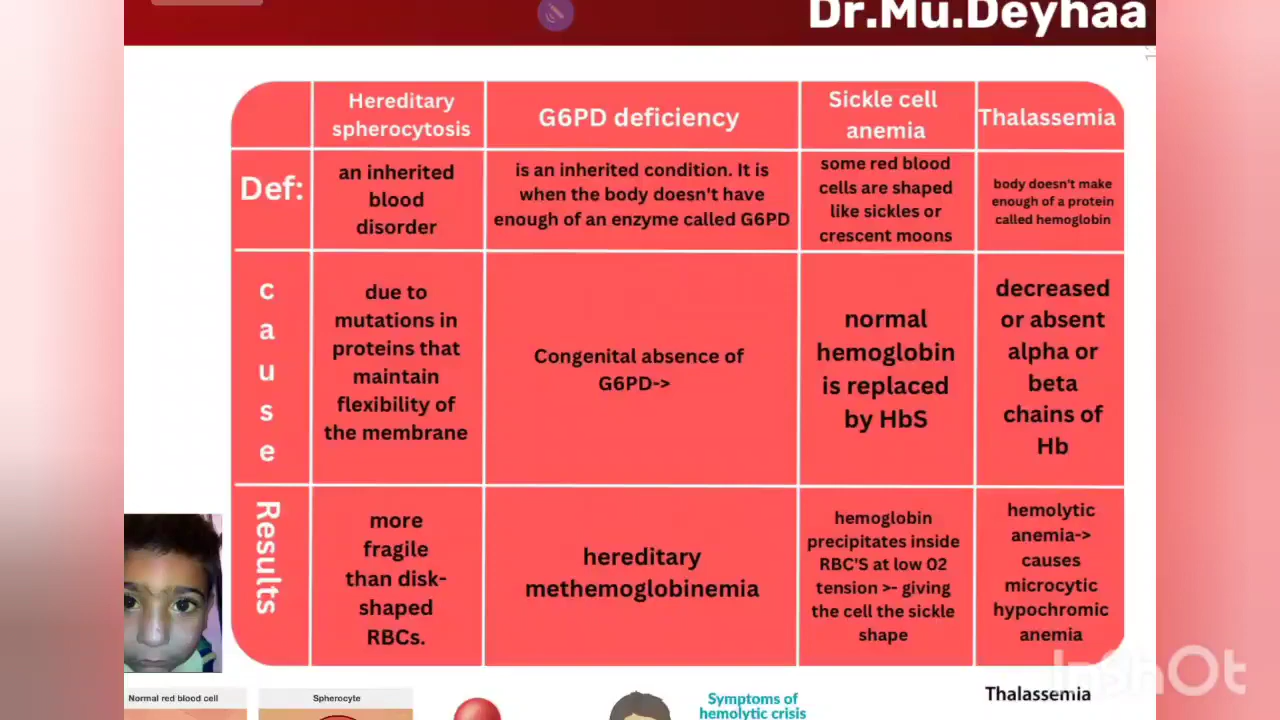 Dr.Mu.Deyhaa
Hereditary
spherocytosis
G6PD deficiency
Sickle cell
anemia
Thalassemia
Def:
an inherited
blood
disorder
is an inherited condition. It is
when the body doesn't have
enough of an enzyme called G6PD
some red blood
cells are shaped
like sickles or
crescent moons
body doesn't make
enough of a protein
called hemoglobin
c
a
u
s
e
due to
mutations in
proteins that
maintain
flexibility of
the membrane
Congenital absence of
G6PD->
normal
hemoglobin
is replaced
by HbS
decreased
or absent
alpha or
beta
chains of
Hb
Results
more
fragile
than disk-
shaped
RBCs.
hereditary
methemoglobinemia
hemoglobin
precipitates inside
RBC'S at low 02
tension >- giving
the cell the sickle
shape
hemolytic
anemia->
causes
microcytic
hypochromic
anemia
Normal red blood cell
Spherocyte
Symptoms of
hemolytic crisis
Thalassemia
InShOt